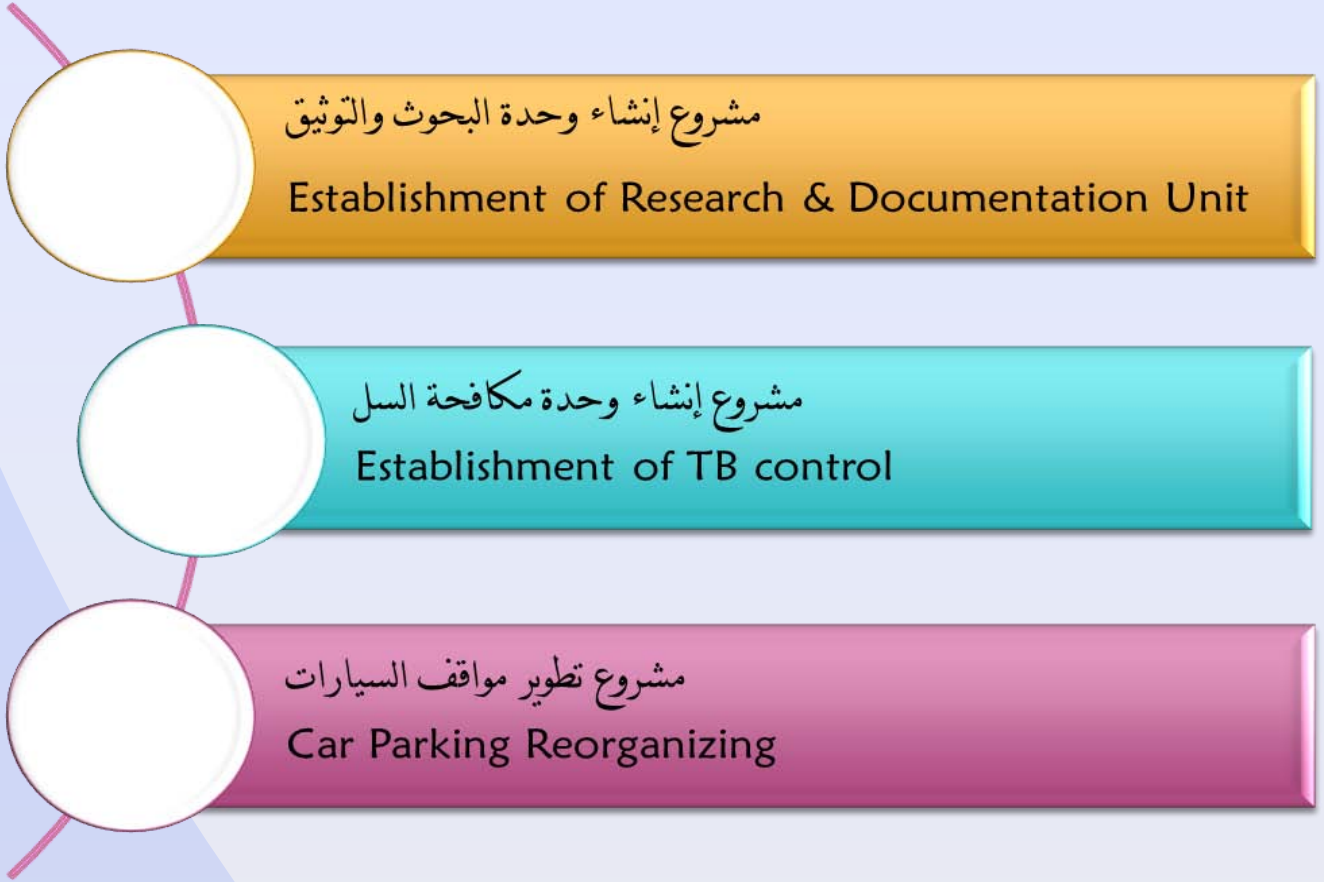 مشروع إنشاء وحدة البحوث والتوثيق
Establishment of Research & Documentation Unit
مشروع إنشاء وحدة مكافحة السل
Establishment of TB control
مشروع تطوير مواقف السيارات
Car Parking Reorganizing